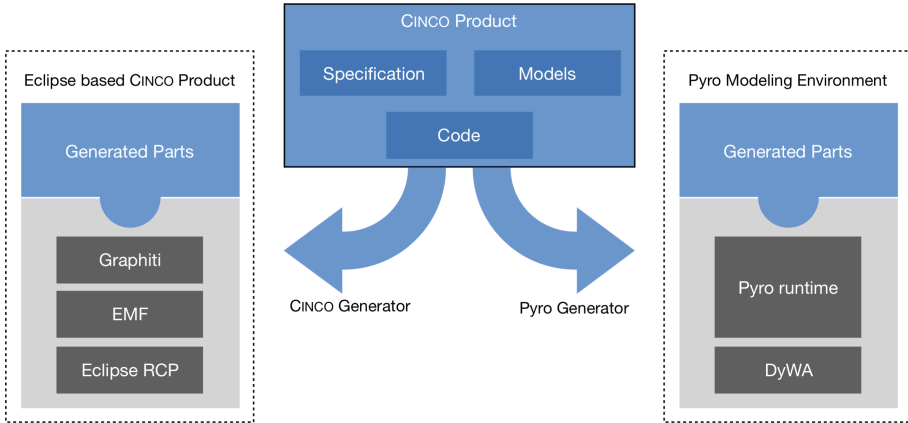 CINCO Product
Specification
Models
Code
Eclipse based CINCO Product
Generated Parts
Graphiti
EMF
Eclipse RCP
CINCO Generator
Pyro Generator
Pyro Modeling Environment
Generated Parts
Pyro runtime
DyWA